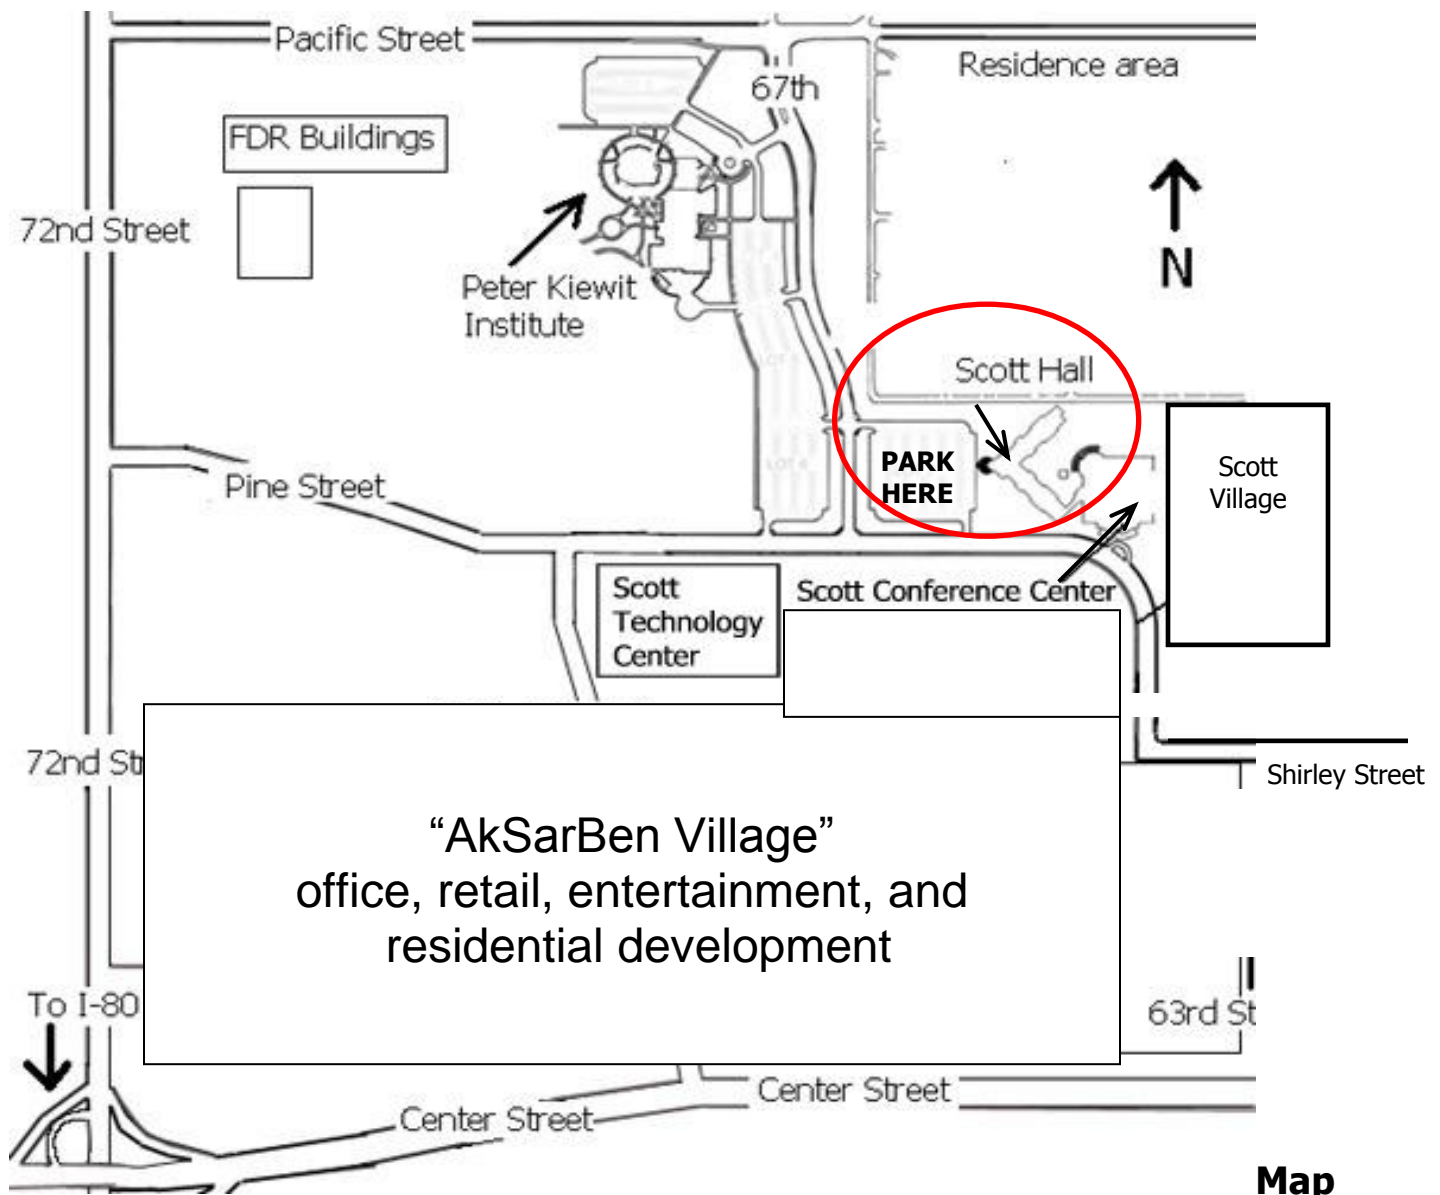 Pacific Street
67th
Residence area
FDR Buildings
72nd Street
N
Peter Kiewit
Institute
Scott Hall
PARK
HERE
Scott
Village
Pine Street
Scott
Technology
Center
Scott Conference Center
72nd Str
Shirley Street
“AkSarBen Village”
office, retail, entertainment, and
residential development
To I-80
63rd St
Center Street
Center Street
Map